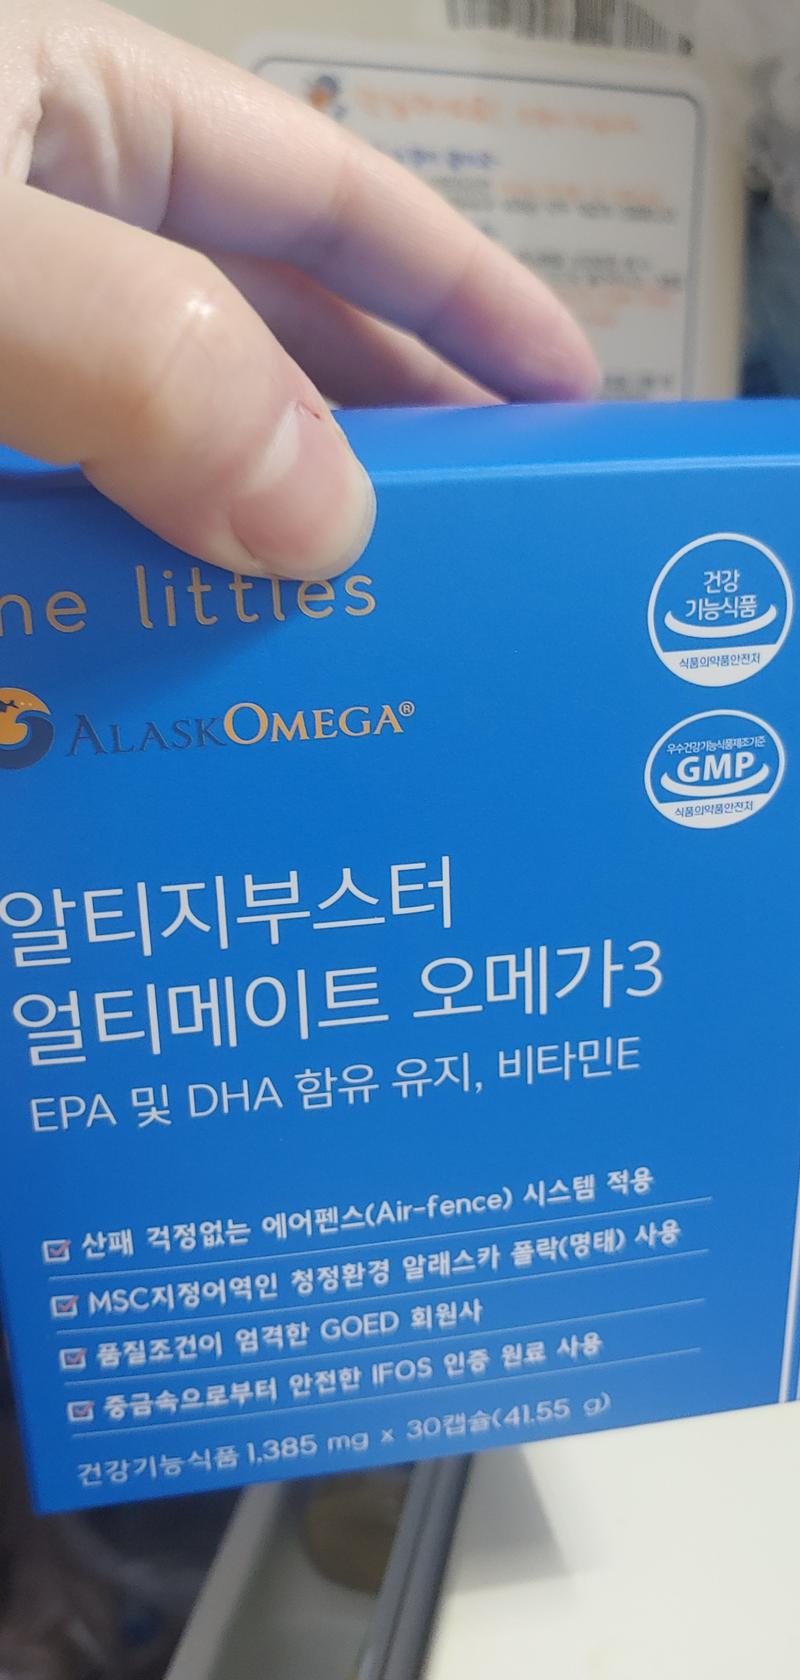 littles
ALASKOMEGA®
건강
기능식품
식품의약품안전처
우수건강기능식품제조기준
GMP
식품의약품안전처
알티지부스터
얼티메이트 오메가3
EPA 및 DHA 함유 유지, 비타민E
산패 걱정없는 에어펜스(Air-fence) 시스템 적용
MSC지정어역인 청정환경 알래스카 폴락(명태) 사용
품질조건이 엄격한 GOED 회원사
중금속으로부터 안전한 IFOS 인증 원료 사용
건강기능식품 1,385 mg x 30캡슐(41.55 g)